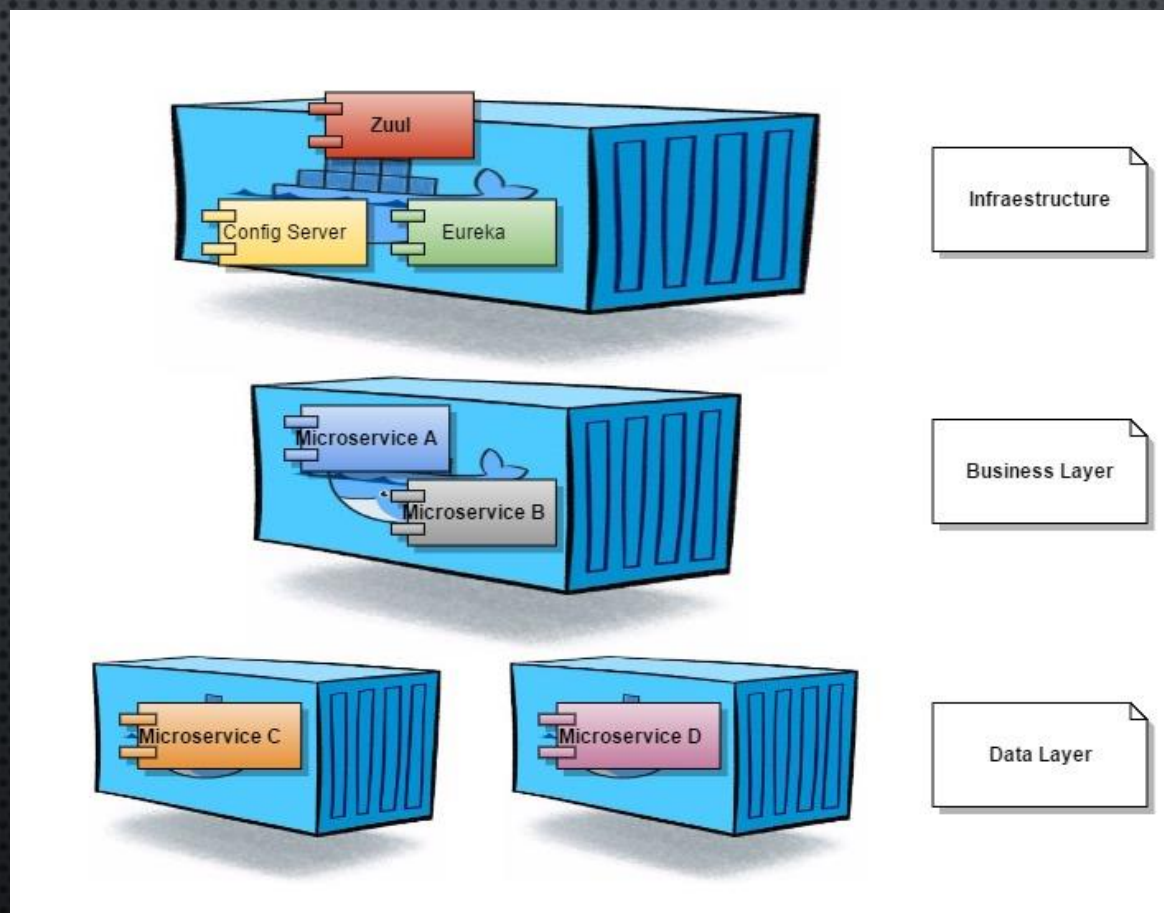 Zuul
Infraestructure
Config Server
Eureka
Microservice A
Business Layer
Microservice B
Microservice C
Microservice D
Data Layer